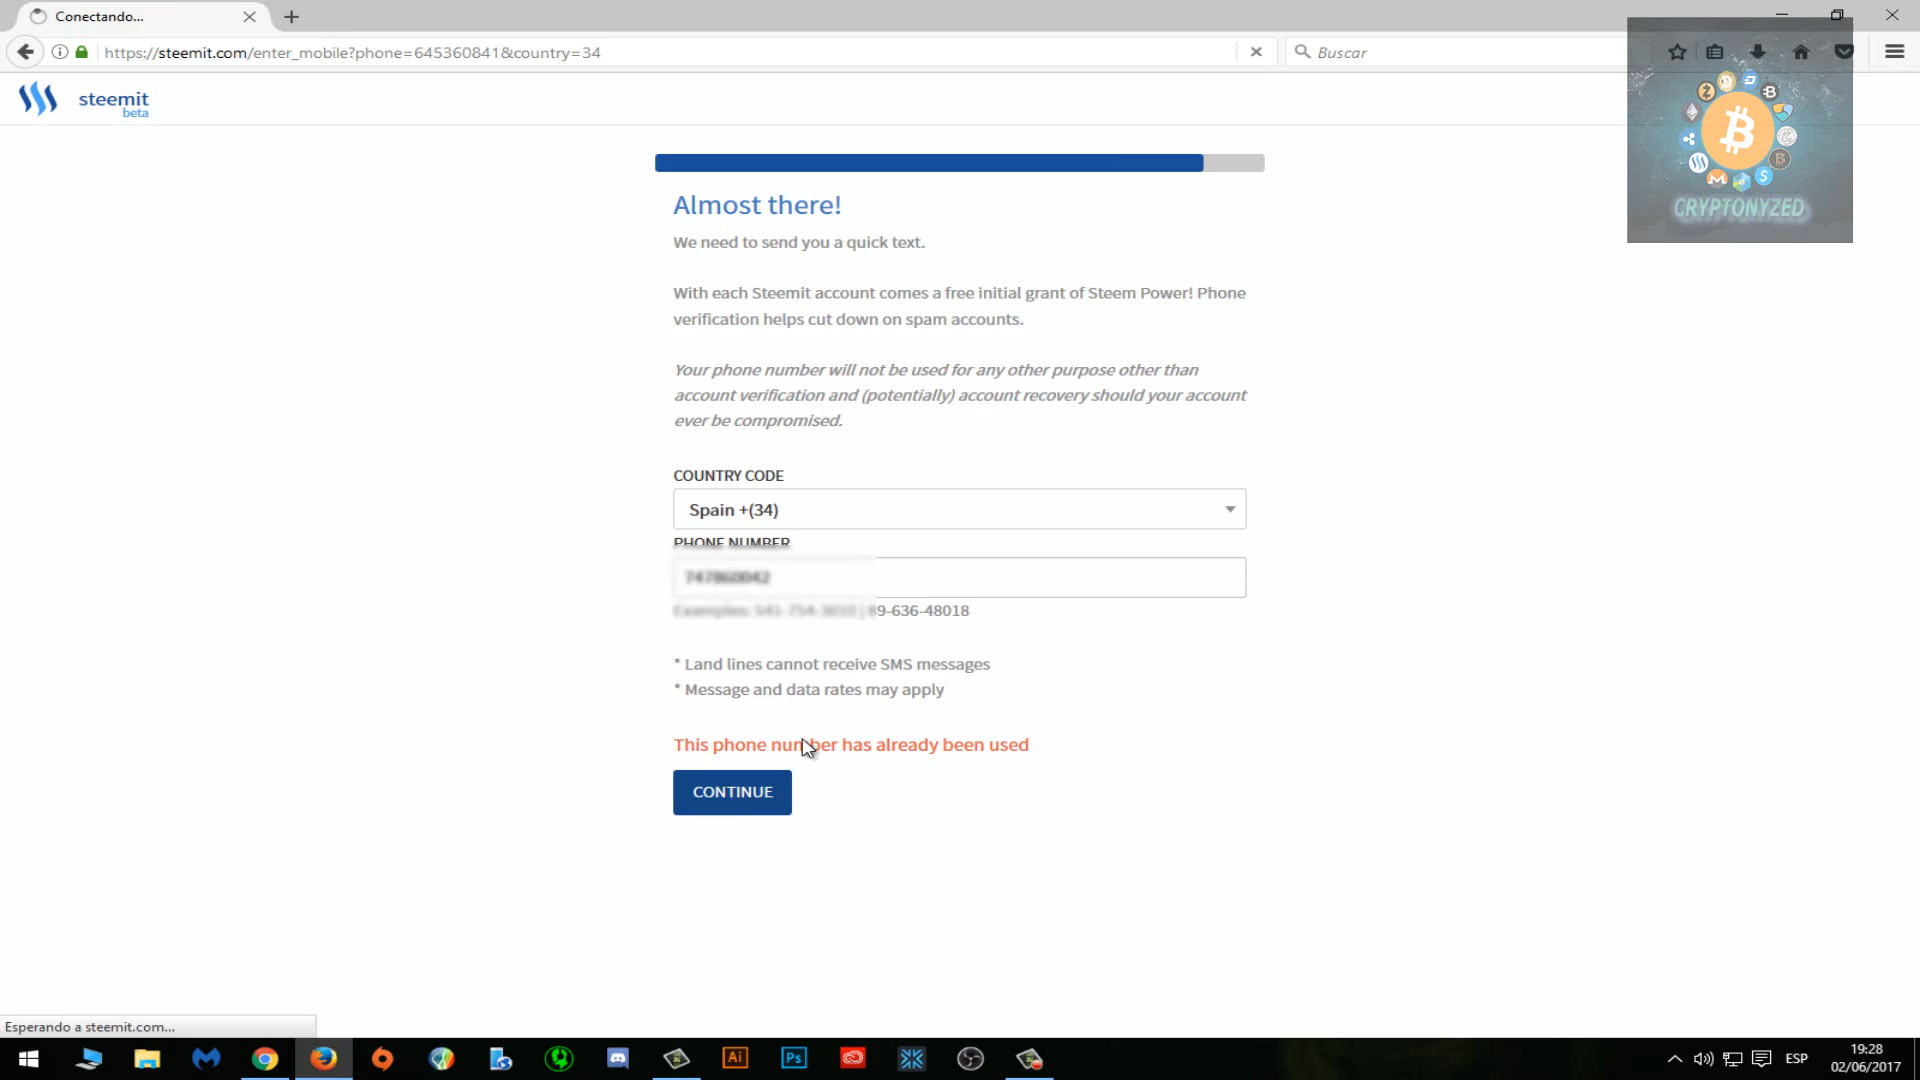 Conectando...
https://steemit.com/enter_mobile?phone=645360841&country=34
Buscar
steemit
beta
CRYPTONYZED
Almost there!
We need to send you a quick text.
With each Steemit account comes a free initial grant of Steem Power! Phone
verification helps cut down on spam accounts.
Your phone number will not be used for any other purpose other than
account verification and (potentially) account recovery should your account
ever be compromised.
COUNTRY CODE
Spain +(34)
PHONE NUMBER
9-636-48018
* Land lines cannot receive SMS messages
* Message and data rates may apply
This phone number has already been used
CONTINUE
Esperando a steemit.com...
Ai
Ps
ESP
19:28
02/06/2017